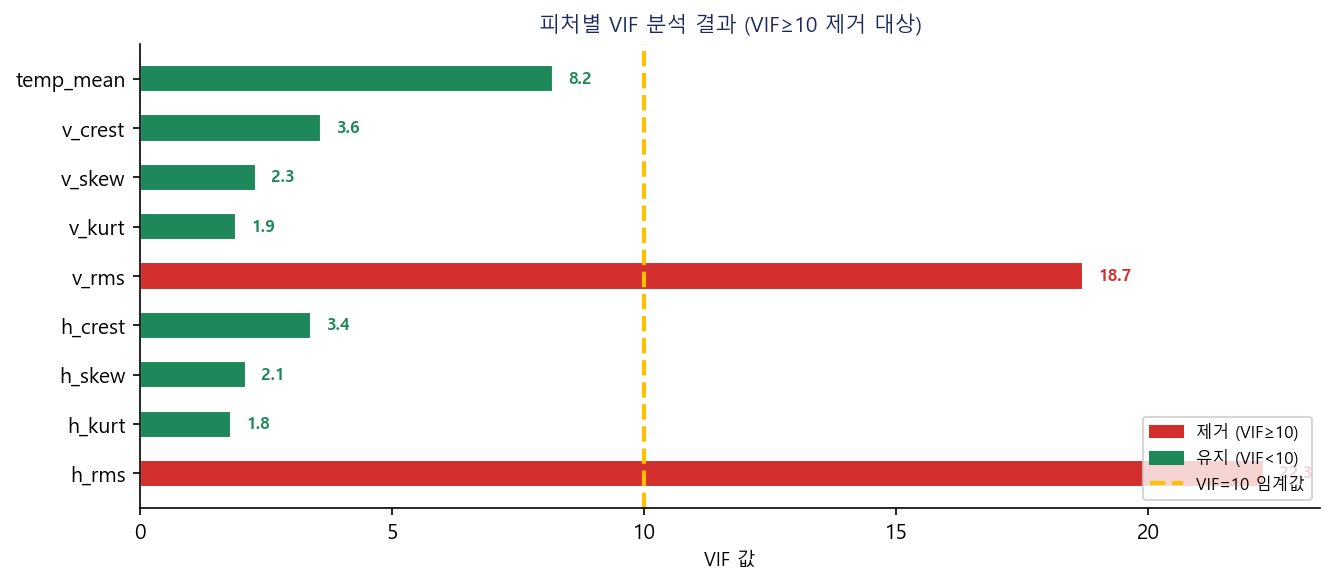 피처별 VIF 분석 결과 (VIF≥10 제거 대상)
temp_mean 8.2
v_crest 3.6
v_skew 2.3
v_kurt 1.9
v_rms 18.7
h_crest 3.4
h_skew 2.1
h_kurt 1.8
h_rms 22.3
제거 (VIF≥10)
유지 (VIF<10)
VIF=10 임계값
0 5 10 15 20
VIF 값